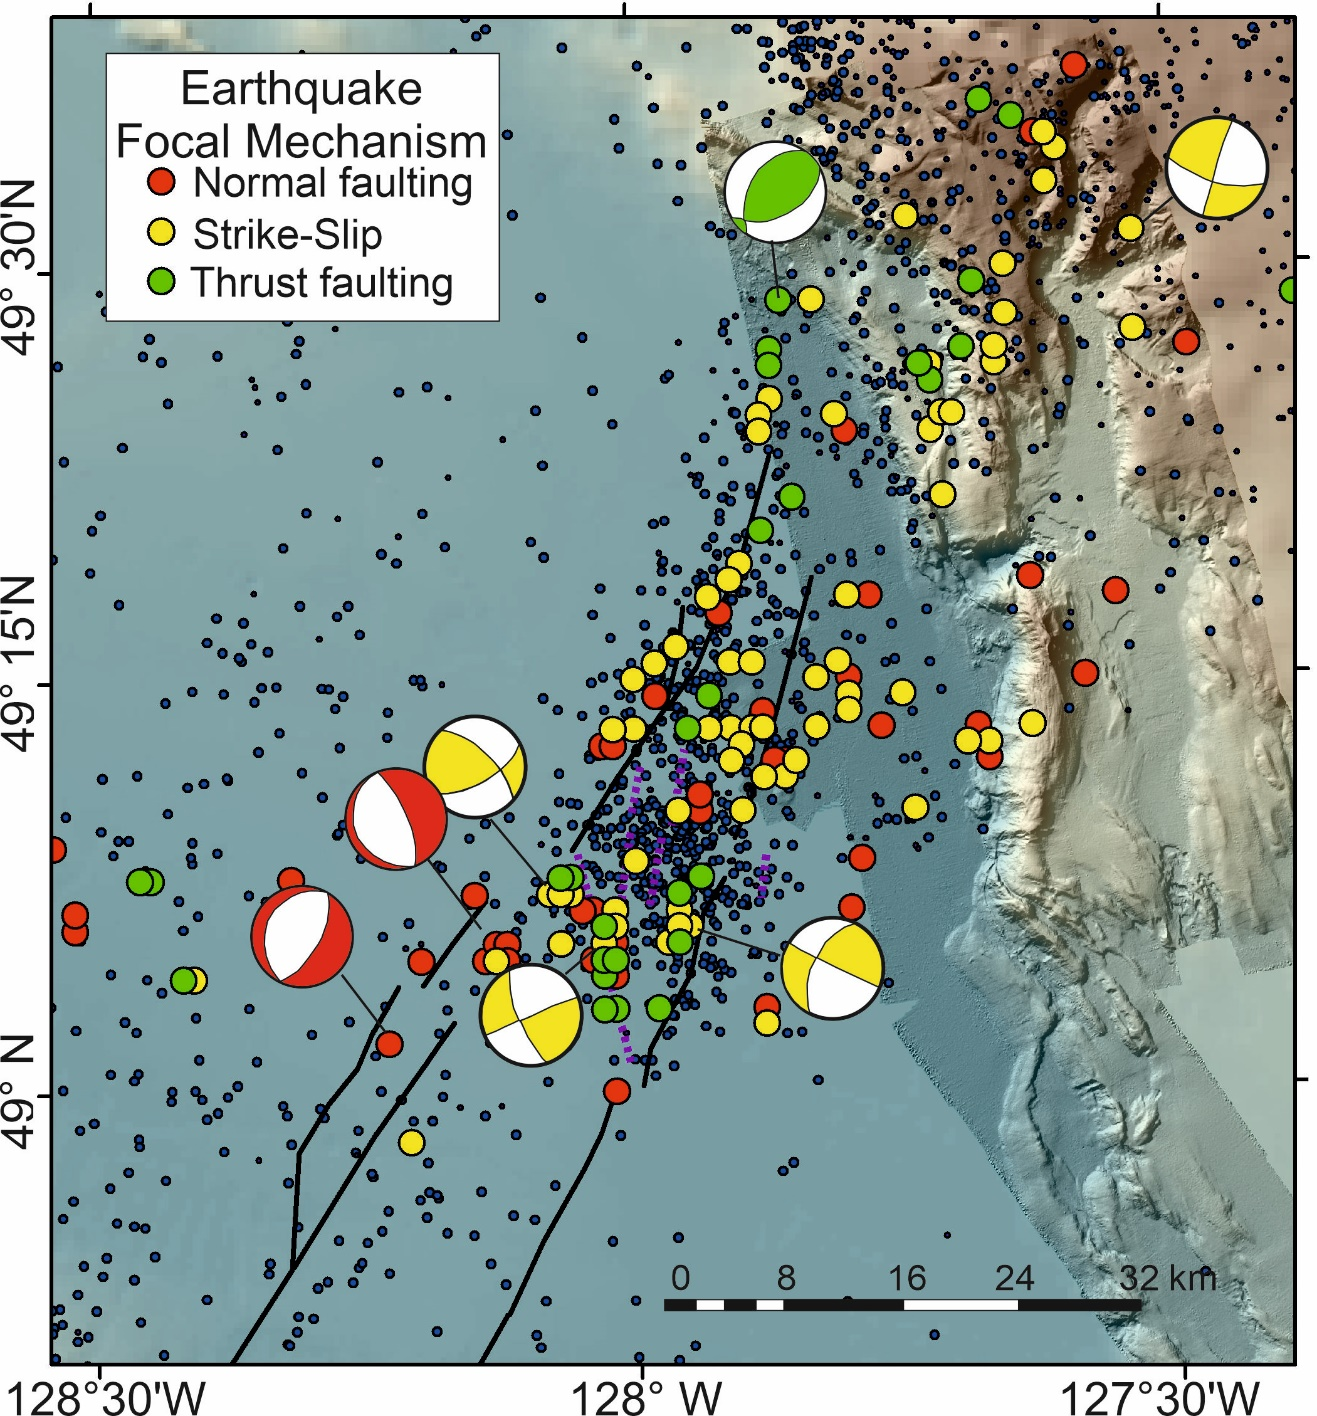 Earthquake
Focal Mechanism
Normal faulting
Strike-Slip
Thrust faulting
49° 30'N
49° 15'N
49° N
0 8 16 24 32 km
128°30'W 128° W 127°30'W